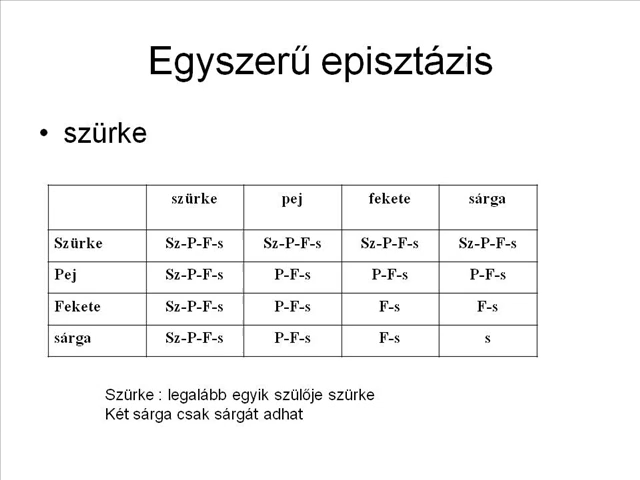 Egyszerű episztázis
• szürke
szürke pej fekete sárga
Szürke Sz-P-F-s Sz-P-F-s Sz-P-F-s Sz-P-F-s
Pej Sz-P-F-s P-F-s P-F-s P-F-s
Fekete Sz-P-F-s P-F-s F-s F-s
sárga Sz-P-F-s P-F-s F-s s
Szürke : legalább egyik szülője szürke
Két sárga csak sárgát adhat